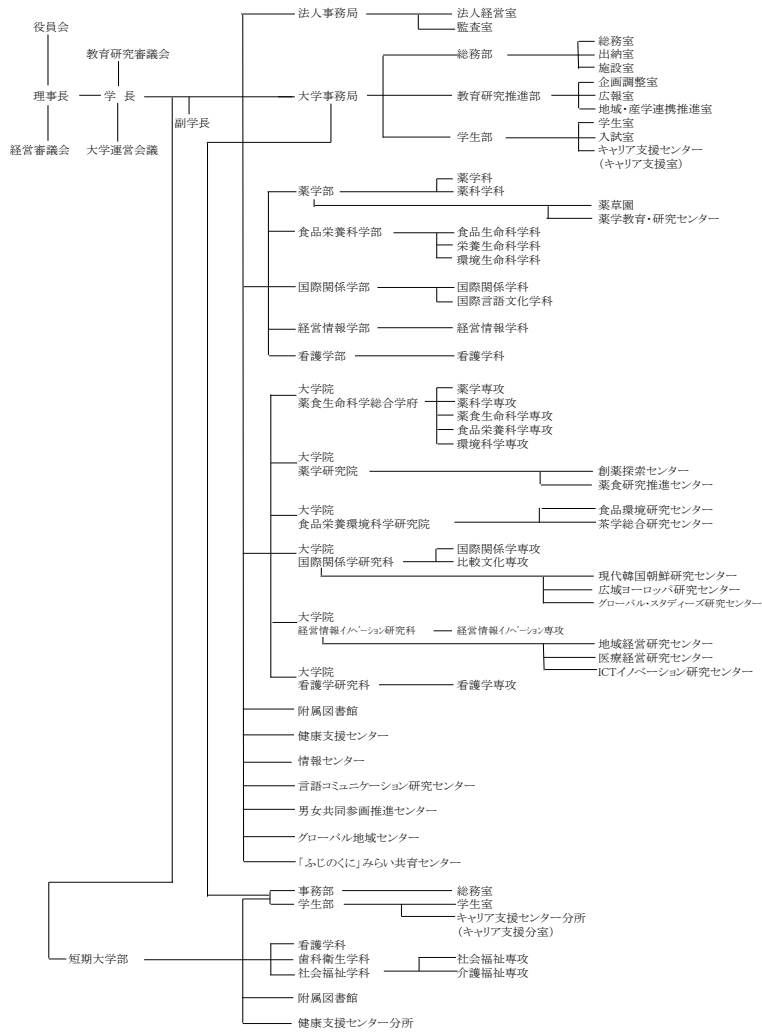 役員会
教育研究審議会
理事長
学 長
副学長
経営審議会
大学運営会議
法人事務局
法人経営室
監査室
大学事務局
総務部
総務室
出納室
施設室
教育研究推進部
企画調整室
広報室
地域・産学連携推進室
学生部
学生室
入試室
キャリア支援センター
(キャリア支援室)
薬学部
薬学科
薬科学科
薬草園
薬学教育・研究センター
食品栄養科学部
食品生命科学科
栄養生命科学科
環境生命科学科
国際関係学部
国際関係学科
国際言語文化学科
経営情報学部
経営情報学科
看護学部
看護学科
大学院
薬食生命科学総合学府
薬学専攻
薬科学専攻
薬食生命科学専攻
食品栄養科学専攻
環境科学専攻
大学院
薬学研究院
創薬探索センター
薬食研究推進センター
大学院
食品栄養環境科学研究院
食品環境研究センター
茶学総合研究センター
大学院
国際関係学研究科
国際関係学専攻
比較文化専攻
現代韓国朝鮮研究センター
広域ヨーロッパ研究センター
グローバル・スタディーズ研究センター
大学院
経営情報イノベーション研究科
経営情報イノベーション専攻
地域経営研究センター
医療経営研究センター
ICTイノベーション研究センター
大学院
看護学研究科
看護学専攻
附属図書館
健康支援センター
情報センター
言語コミュニケーション研究センター
男女共同参画推進センター
グローバル地域センター
「ふじのくに」みらい共育センター
短期大学部
事務部
総務室
学生部
学生室
キャリア支援センター分所
(キャリア支援分室)
看護学科
歯科衛生学科
社会福祉学科
社会福祉専攻
介護福祉専攻
附属図書館
健康支援センター分所